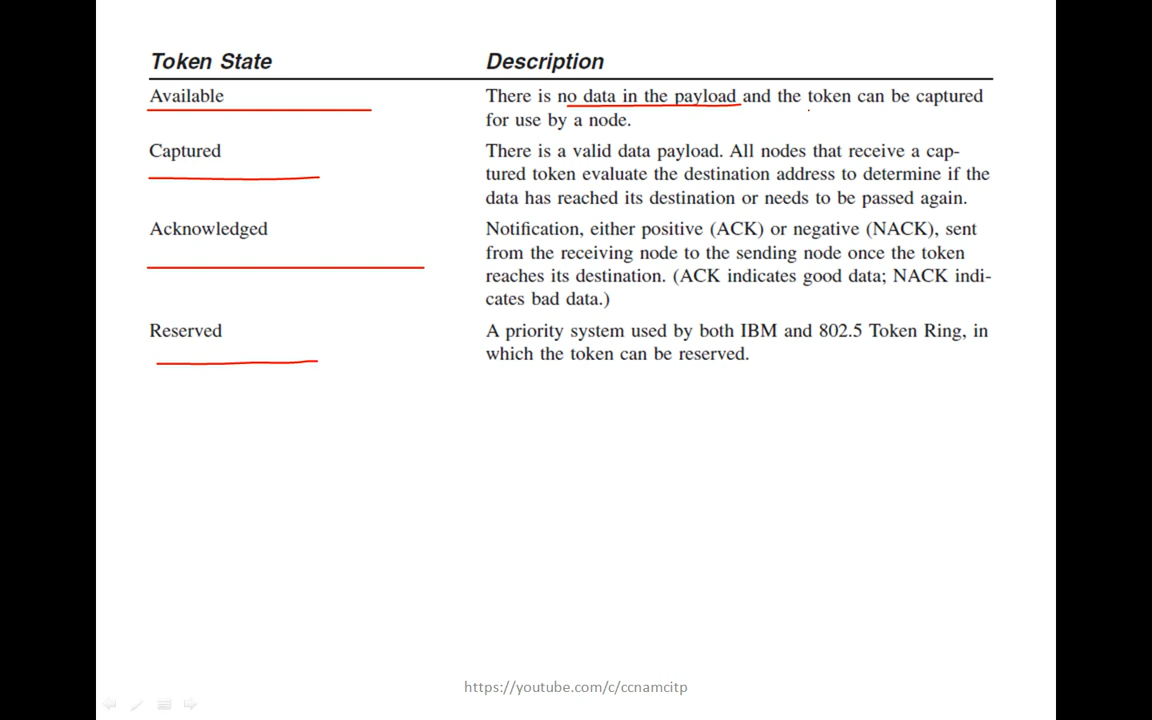 Token State Description
Available There is no data in the payload and the token can be captured
for use by a node.
Captured There is a valid data payload. All nodes that receive a cap-
tured token evaluate the destination address to determine if the
data has reached its destination or needs to be passed again.
Acknowledged Notification, either positive (ACK) or negative (NACK), sent
from the receiving node to the sending node once the token
reaches its destination. (ACK indicates good data; NACK indi-
cates bad data.)
Reserved A priority system used by both IBM and 802.5 Token Ring, in
which the token can be reserved.
https://youtube.com/c/ccnamcitp